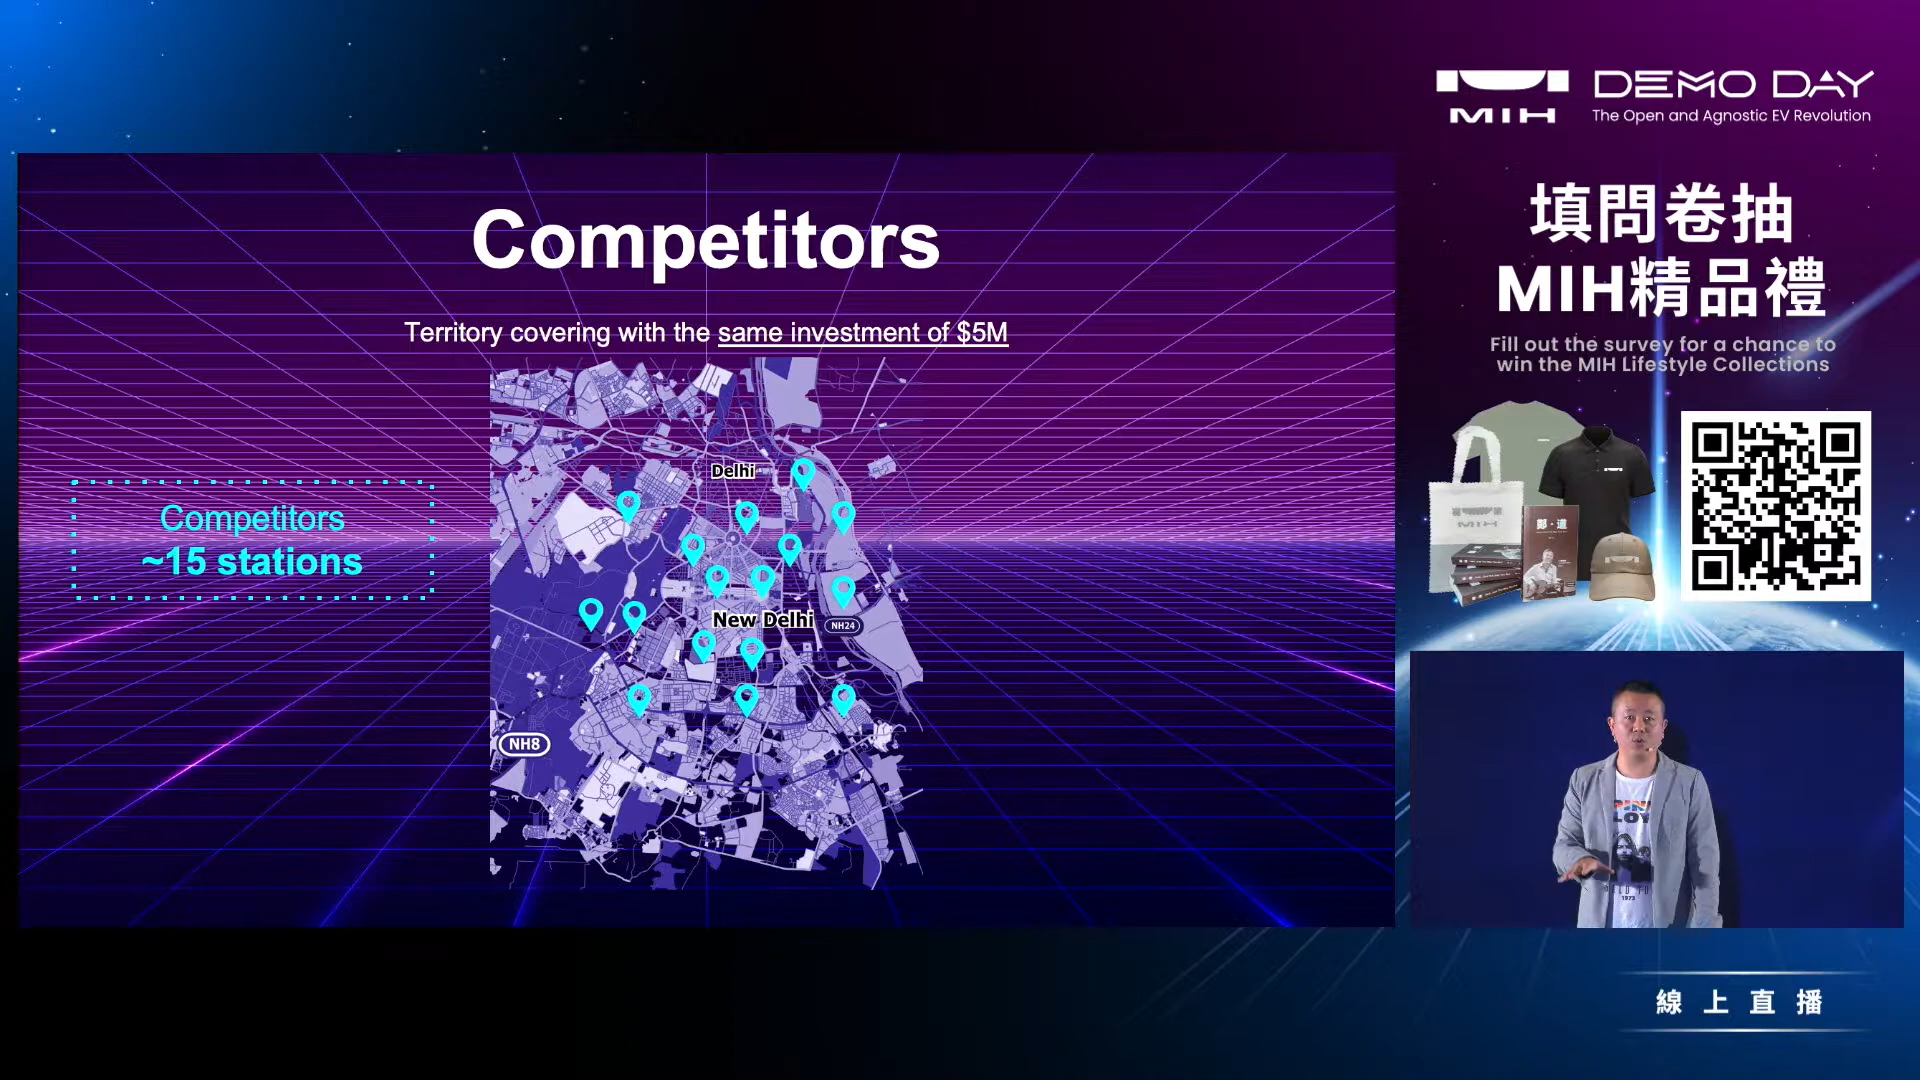 Competitors
Territory covering with the same investment of $5M
Competitors
~15 stations
Delhi
New Delhi
NH24
NH8
MIH
DEMO DAY
The Open and Agnostic EV Revolution
填問卷抽
MIH精品禮
Fill out the survey for a chance to
win the MIH Lifestyle Collections
1973
線上直播